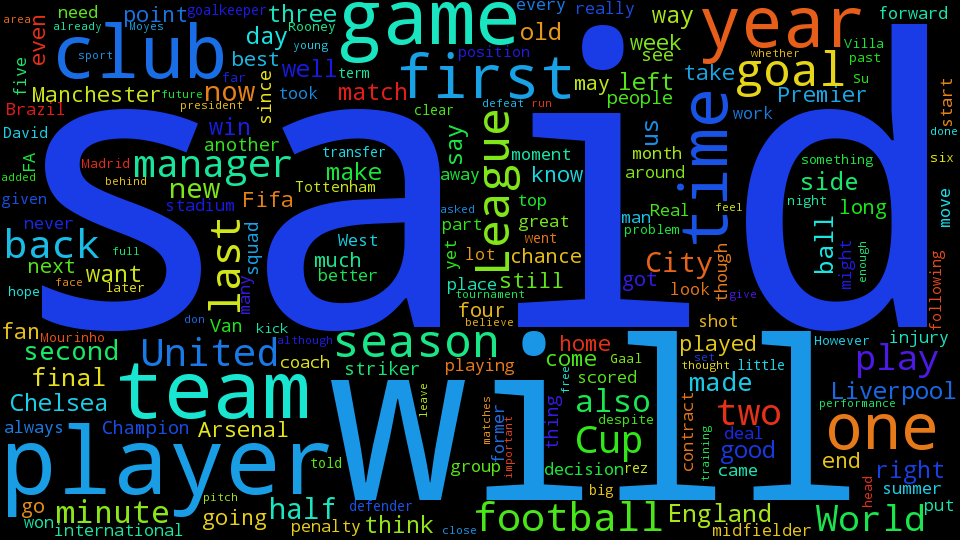 said
will
game
year
club
first
goal
player
team
time
season
United
manager
League
last
back
one
two
football
World
Cup
City
play
minute
half
now
new
match
left
Premier
Manchester
point
three
day
best
well
win
another
since
took
term
position
every
really
week
see
way
need
already
goalkeeper
Rooney
Moyes
young
area
even
old
may
people
take
forward
Villa
past
whether
Su
start
done
six
work
us
month
around
something
side
night
long
ball
might
enough
move
following
However
injury
Liverpool
performance
right
summer
put
head
end
midfielder
England
good
deal
came
training
contract
made
little
thought
set
played
shot
though
look
give
feel
problem
Real
man
got
know
moment
chance
great
top
went
part
asked
away
say
clear
defeat
run
yet
lot
still
place
tournament
four
believe
home
come
Gaal
scored
also
despite
free
thing
decision
rez
big
former
important
matches
group
playing
leave
striker
coach
although
kick
don
Van
many
squad
West
much
better
make
transfer
Tottenham
Fifa
stadium
behind
Madrid
president
far
future
sport
five
Brazil
David
FA
added
given
never
next
full
want
face
later
hope
fan
Mourinho
second
final
Chelsea
always
Champion
Arsenal
told
go
won
international
going
pitch
penalty
think
defender
close